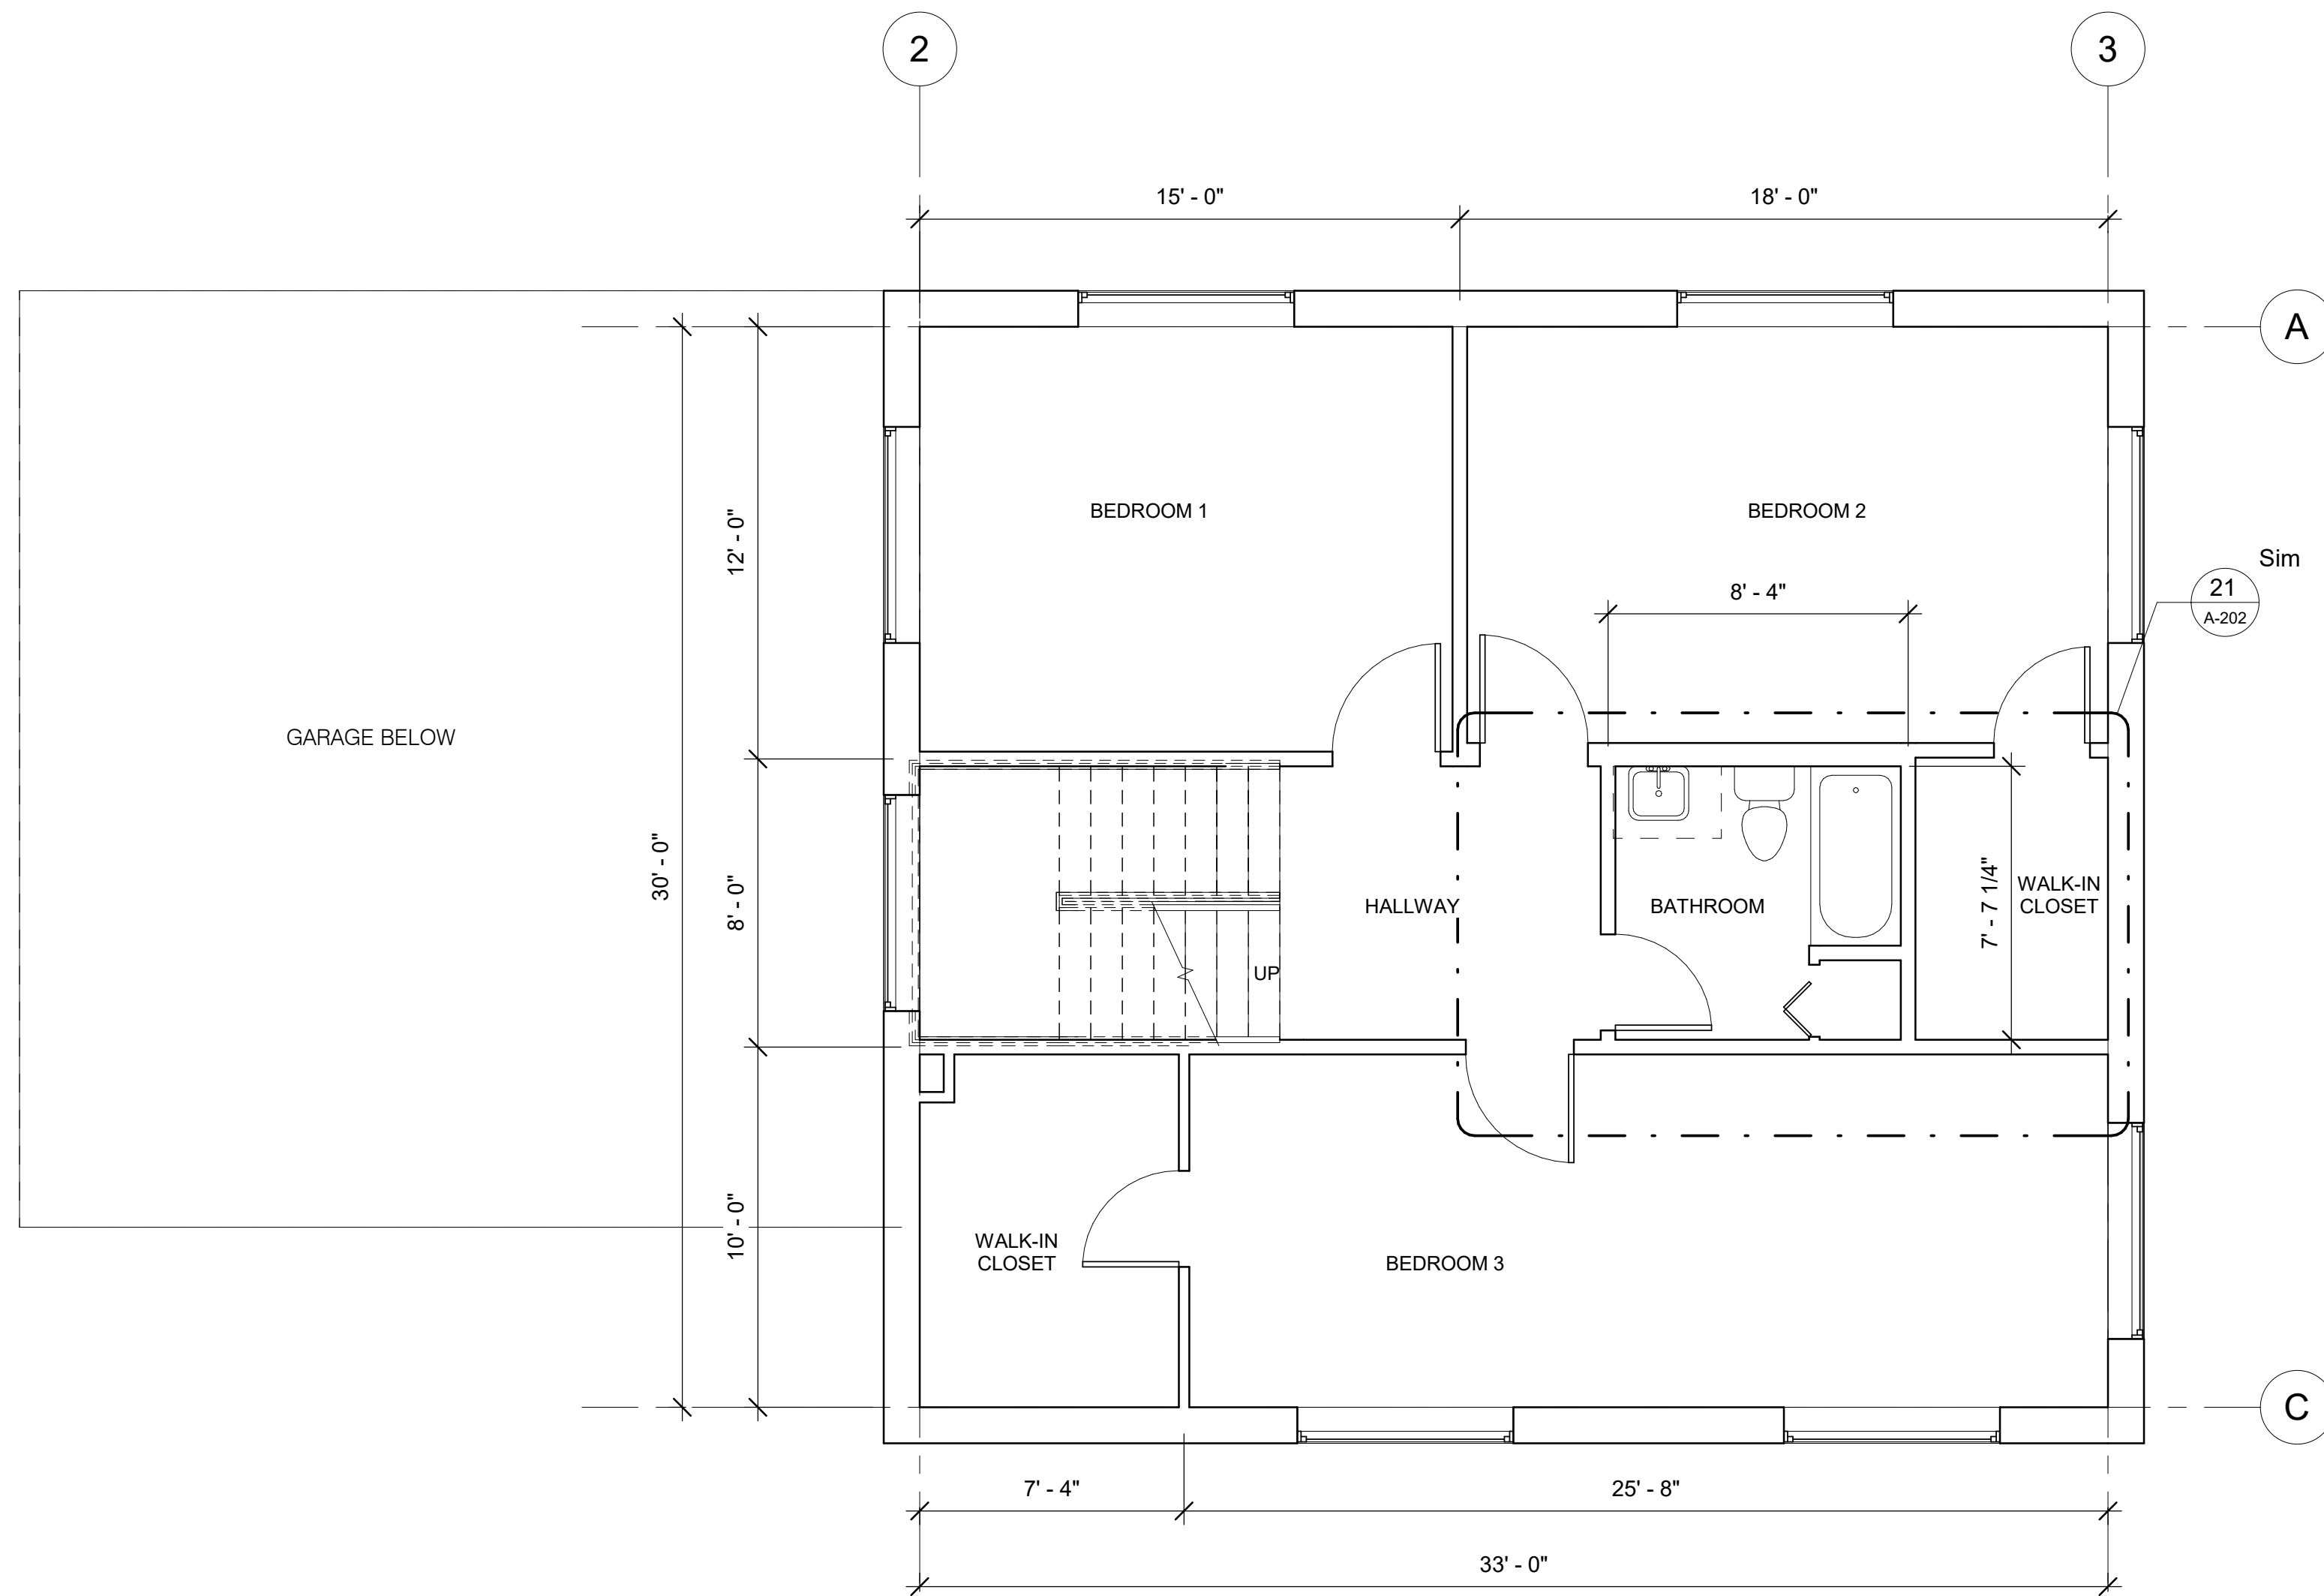 2
3
15' - 0"
18' - 0"
A
BEDROOM 1
BEDROOM 2
12' - 0"
Sim
21
A-202
8' - 4"
GARAGE BELOW
30' - 0"
8' - 0"
HALLWAY
BATHROOM
7' - 7 1/4"
WALK-IN
CLOSET
UP
10' - 0"
WALK-IN
CLOSET
BEDROOM 3
C
7' - 4"
25' - 8"
33' - 0"